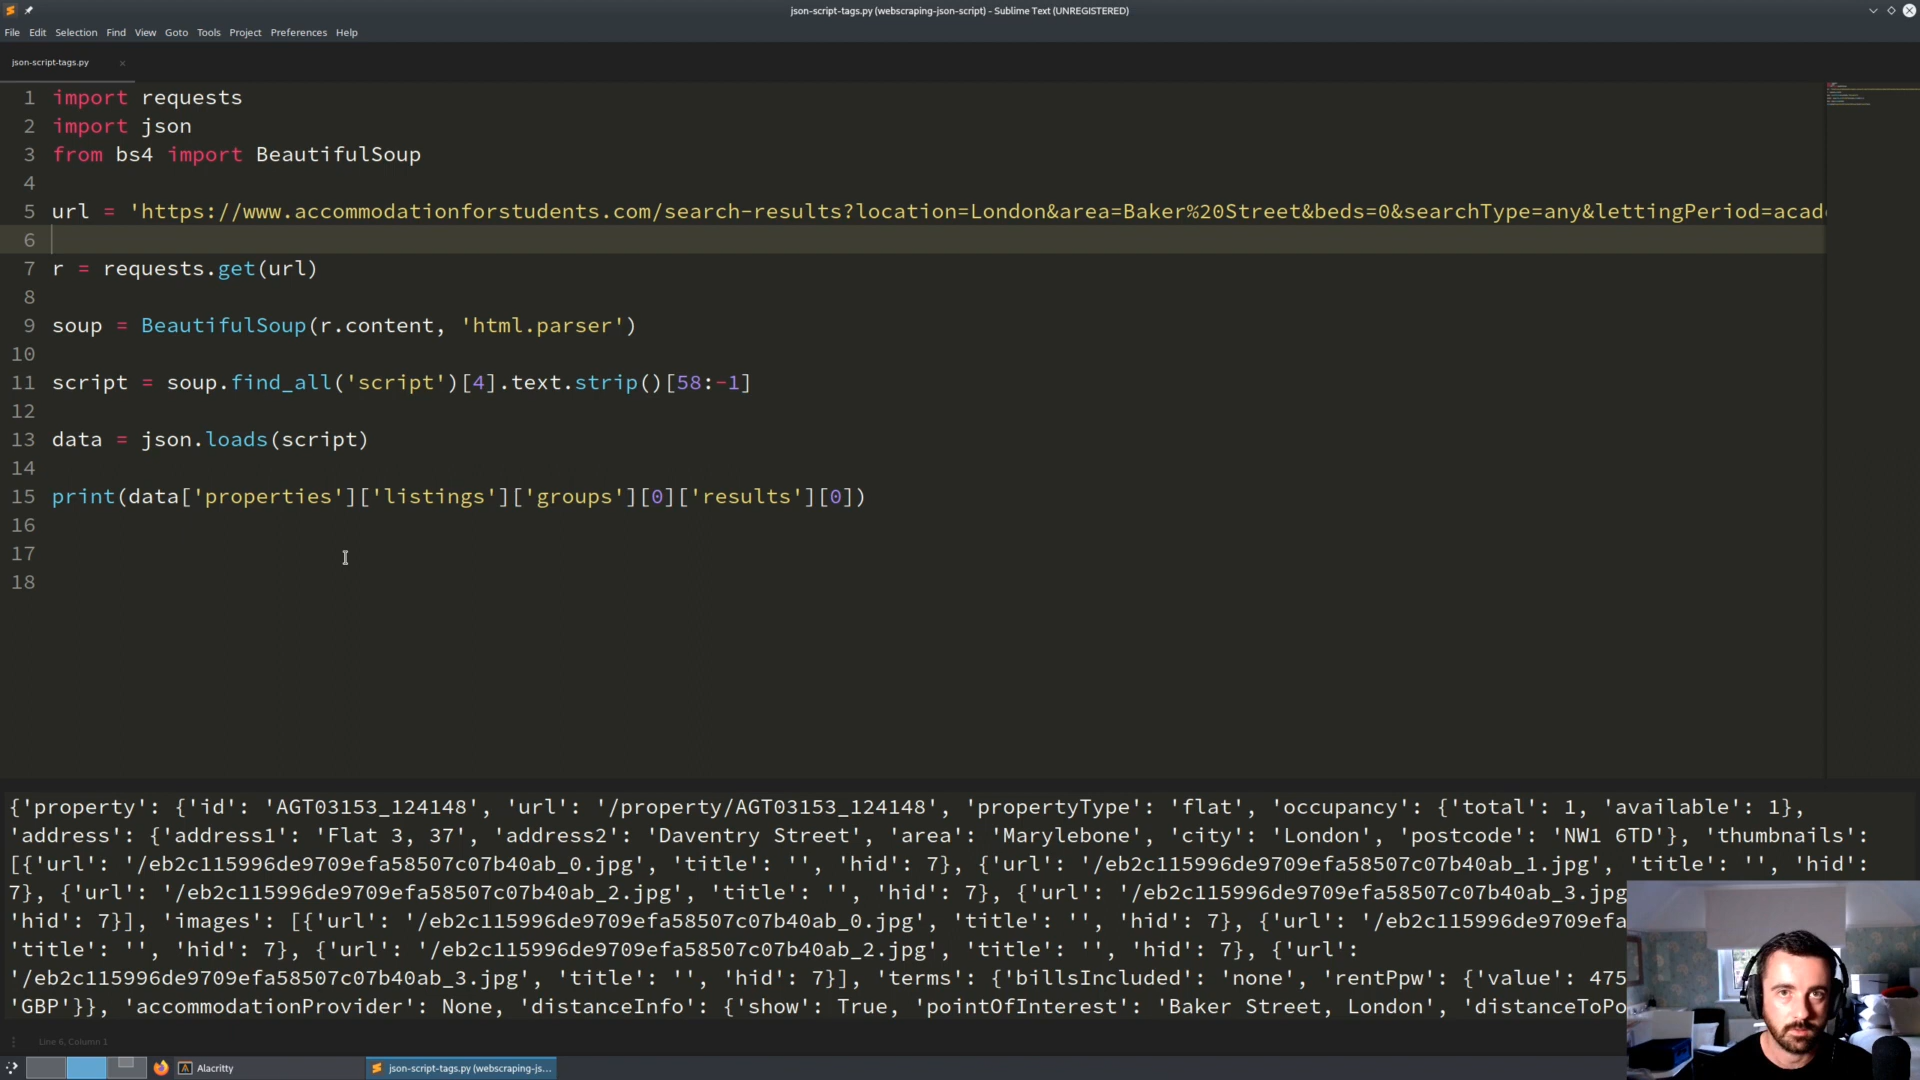 json-script-tags.py (webscraping-json-script) - Sublime Text (UNREGISTERED)
File Edit Selection Find View Goto Tools Project Preferences Help
json-script-tags.py
1 import requests
2 import json
3 from bs4 import BeautifulSoup
4
5 url = 'https://www.accommodationforstudents.com/search-results?location=London&area=Baker%20Street&beds=0&searchType=any&lettingPeriod=acad
6
7 r = requests.get(url)
8
9 soup = BeautifulSoup(r.content, 'html.parser')
10
11 script = soup.find_all('script')[4].text.strip()[58:-1]
12
13 data = json.loads(script)
14
15 print(data['properties']['listings']['groups'][0]['results'][0])
16
17
18
{'property': {'id': 'AGT03153_124148', 'url': '/property/AGT03153_124148', 'propertyType': 'flat', 'occupancy': {'total': 1, 'available': 1},
'address': {'address1': 'Flat 3, 37', 'address2': 'Daventry Street', 'area': 'Marylebone', 'city': 'London', 'postcode': 'NW1 6TD'}, 'thumbnails':
[{'url': '/eb2c115996de9709efa58507c07b40ab_0.jpg', 'title': '', 'hid': 7}, {'url': '/eb2c115996de9709efa58507c07b40ab_1.jpg', 'title': '', 'hid':
7}, {'url': '/eb2c115996de9709efa58507c07b40ab_2.jpg', 'title': '', 'hid': 7}, {'url': '/eb2c115996de9709efa58507c07b40ab_3.jpg
'hid': 7}], 'images': [{'url': '/eb2c115996de9709efa58507c07b40ab_0.jpg', 'title': '', 'hid': 7}, {'url': '/eb2c115996de9709efa
'title': '', 'hid': 7}, {'url': '/eb2c115996de9709efa58507c07b40ab_2.jpg', 'title': '', 'hid': 7}, {'url':
'/eb2c115996de9709efa58507c07b40ab_3.jpg', 'title': '', 'hid': 7}], 'terms': {'billsIncluded': 'none', 'rentPpw': {'value': 475
'GBP'}}, 'accommodationProvider': None, 'distanceInfo': {'show': True, 'pointOfInterest': 'Baker Street, London', 'distanceToPo
Line 6, Column 1
Alacritty
json-script-tags.py (webscraping-js...